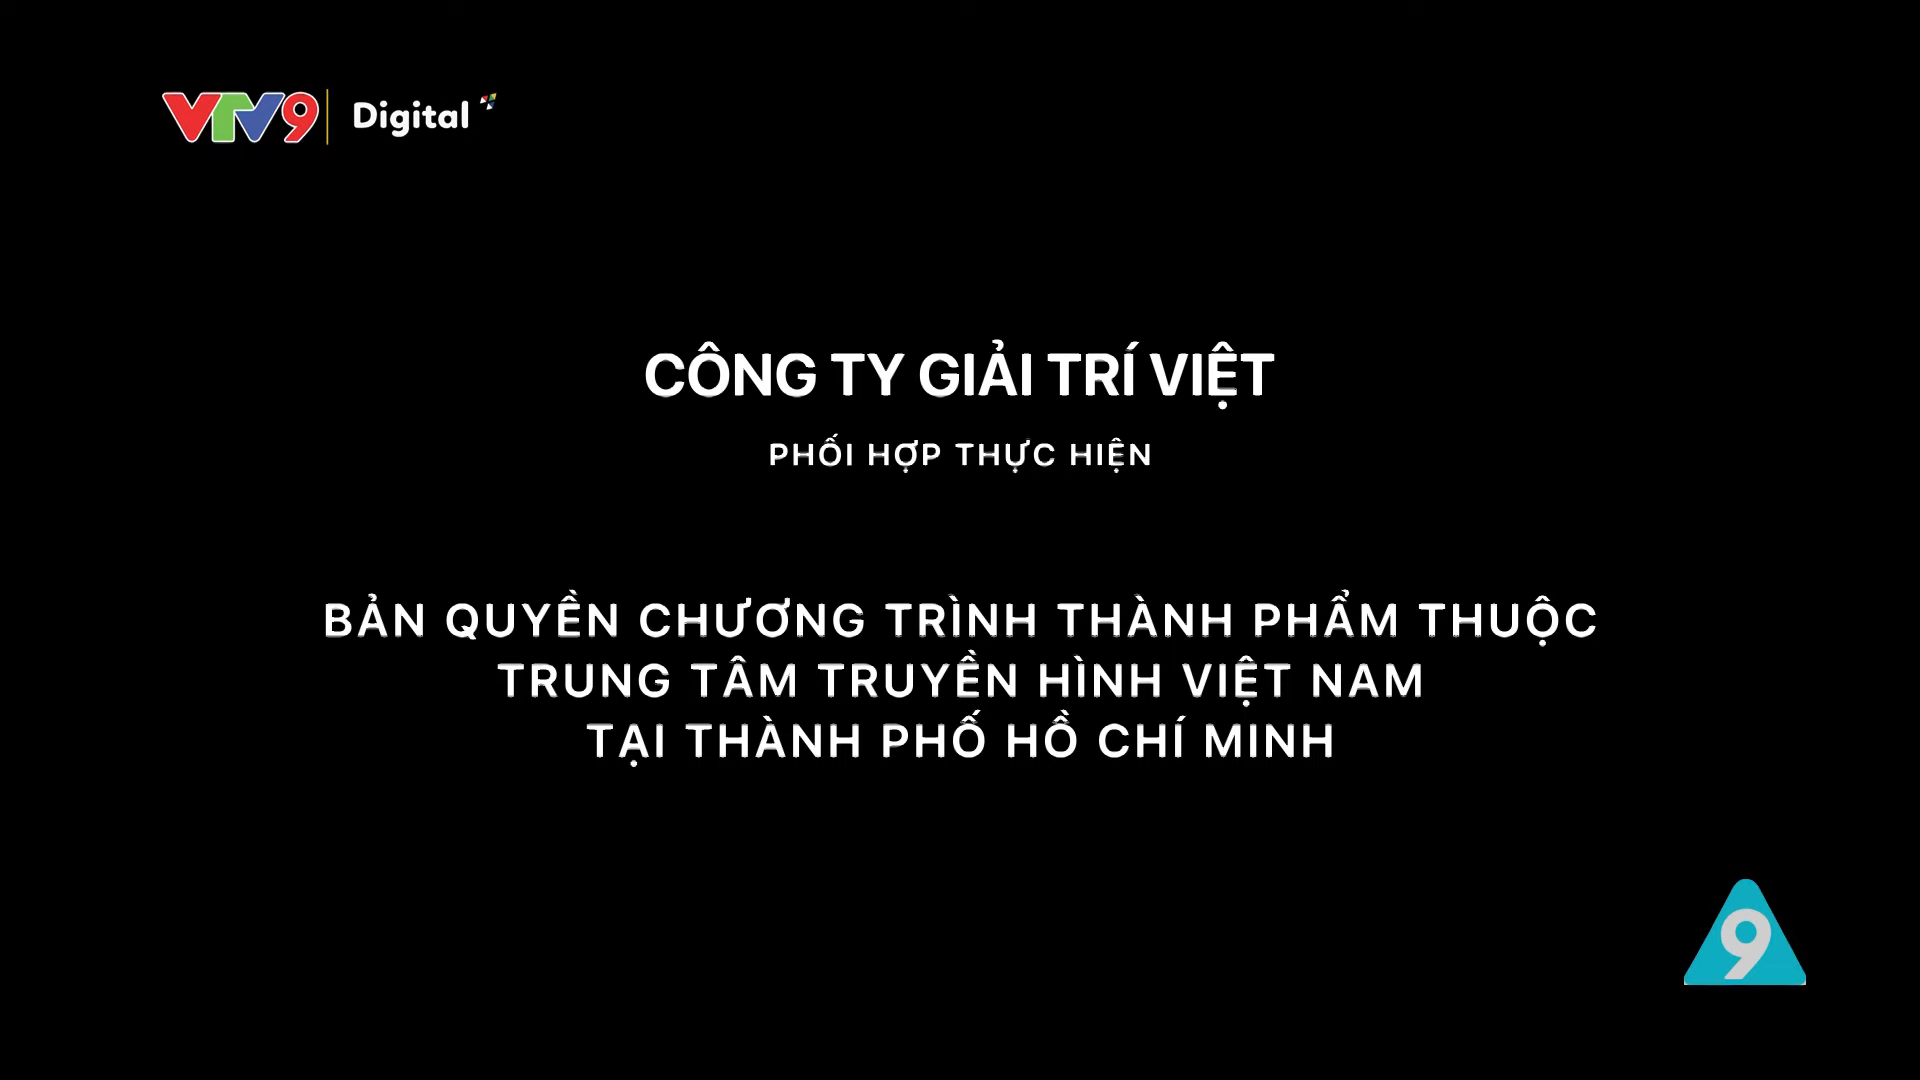 VTV9 Digital
CÔNG TY GIẢI TRÍ VIỆT
PHỐI HỢP THỰC HIỆN
BẢN QUYỀN CHƯƠNG TRÌNH THÀNH PHẨM THUỘC
TRUNG TÂM TRUYỀN HÌNH VIỆT NAM
TẠI THÀNH PHỐ HỒ CHÍ MINH
9